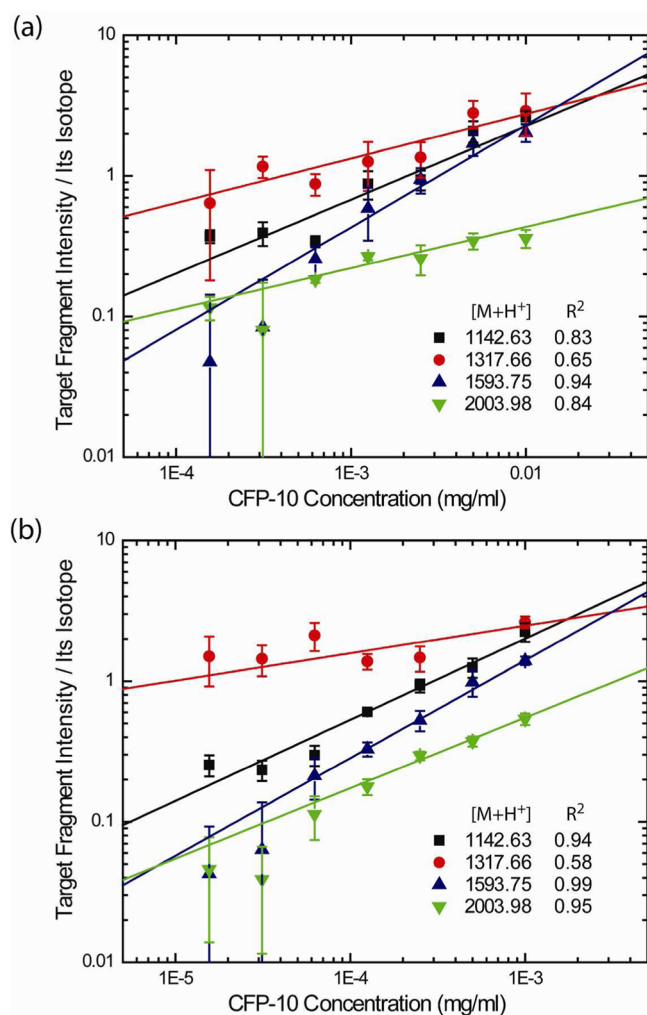 (a)
10
1
0.1
0.01
Target Fragment Intensity / Its Isotope
[M+H⁺] R²
1142.63 0.83
1317.66 0.65
1593.75 0.94
2003.98 0.84
1E-4 1E-3 0.01
CFP-10 Concentration (mg/ml)
(b)
10
1
0.1
0.01
Target Fragment Intensity / Its Isotope
[M+H⁺] R²
1142.63 0.94
1317.66 0.58
1593.75 0.99
2003.98 0.95
1E-5 1E-4 1E-3
CFP-10 Concentration (mg/ml)